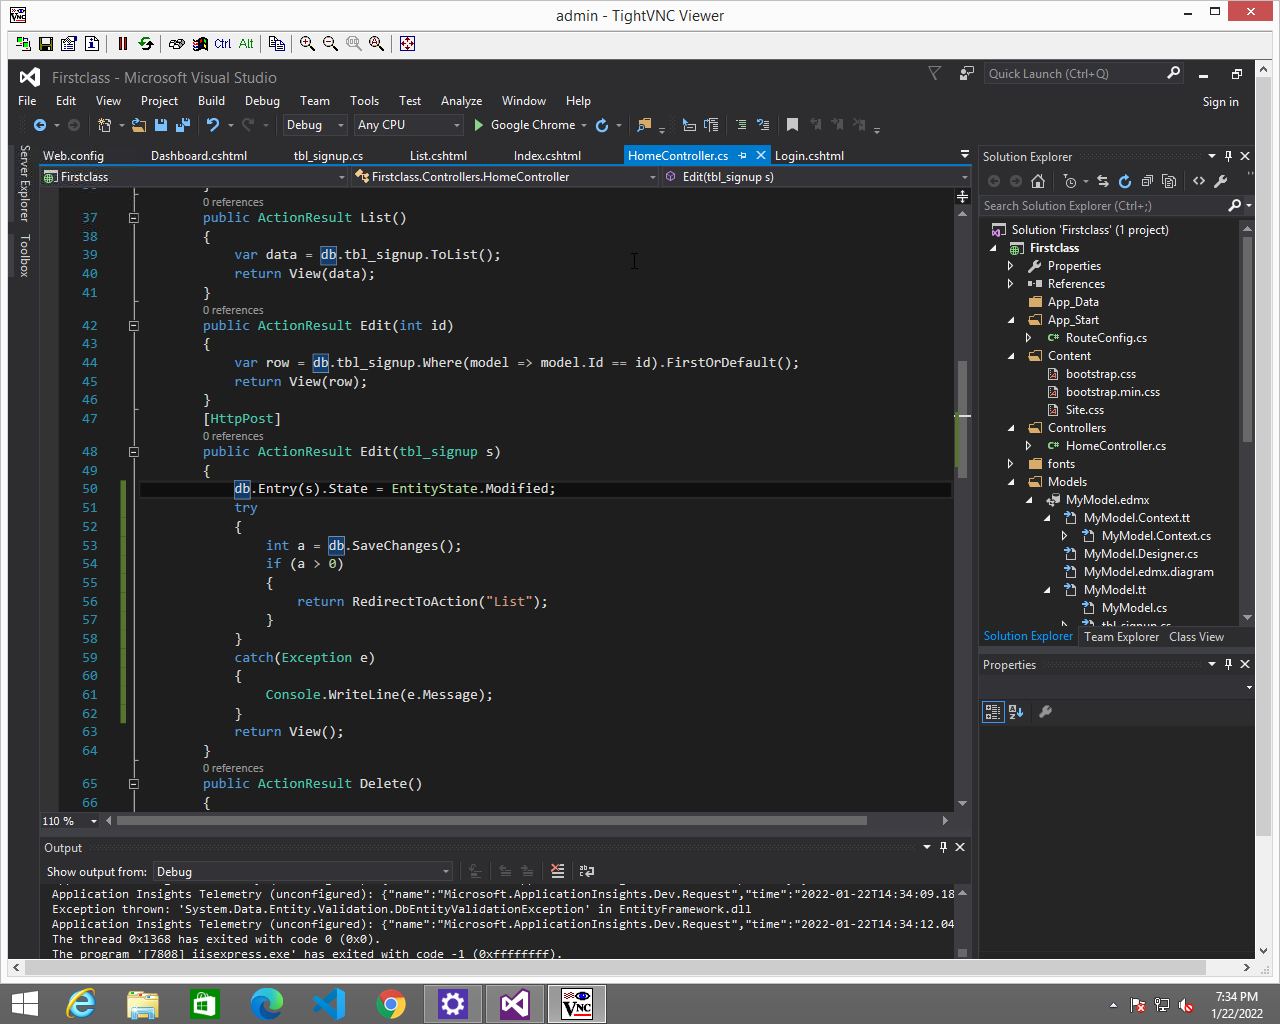 admin - TightVNC Viewer
Ctrl Alt
Firstclass - Microsoft Visual Studio
Quick Launch (Ctrl+Q)
File Edit View Project Build Debug Team Tools Test Analyze Window Help
Sign in
Debug Any CPU Google Chrome
Server Explorer
Toolbox
Web.config Dashboard.cshtml tbl_signup.cs List.cshtml Index.cshtml HomeController.cs Login.cshtml
Firstclass Firstclass.Controllers.HomeController Edit(tbl_signup s)
0 references
37 public ActionResult List()
38 {
39 var data = db.tbl_signup.ToList();
40 return View(data);
41 }
0 references
42 public ActionResult Edit(int id)
43 {
44 var row = db.tbl_signup.Where(model => model.Id == id).FirstOrDefault();
45 return View(row);
46 }
47 [HttpPost]
0 references
48 public ActionResult Edit(tbl_signup s)
49 {
50 db.Entry(s).State = EntityState.Modified;
51 try
52 {
53 int a = db.SaveChanges();
54 if (a > 0)
55 {
56 return RedirectToAction("List");
57 }
58 }
59 catch(Exception e)
60 {
61 Console.WriteLine(e.Message);
62 }
63 return View();
64 }
0 references
65 public ActionResult Delete()
66 {
110 %
Output
Show output from: Debug
Application Insights Telemetry (unconfigured): {"name":"Microsoft.ApplicationInsights.Dev.Request","time":"2022-01-22T14:34:09.18
Exception thrown: 'System.Data.Entity.Validation.DbEntityValidationException' in EntityFramework.dll
Application Insights Telemetry (unconfigured): {"name":"Microsoft.ApplicationInsights.Dev.Request","time":"2022-01-22T14:34:12.04
The thread 0x1368 has exited with code 0 (0x0).
The program '[7808] iisexpress.exe' has exited with code -1 (0xffffffff).
Solution Explorer
Search Solution Explorer (Ctrl+;)
Solution 'Firstclass' (1 project)
Firstclass
Properties
References
App_Data
App_Start
C# RouteConfig.cs
Content
bootstrap.css
bootstrap.min.css
Site.css
Controllers
C# HomeController.cs
fonts
Models
MyModel.edmx
MyModel.Context.tt
MyModel.Context.cs
MyModel.Designer.cs
MyModel.edmx.diagram
MyModel.tt
MyModel.cs
tbl_signup.cs
Solution Explorer Team Explorer Class View
Properties
7:34 PM
1/22/2022